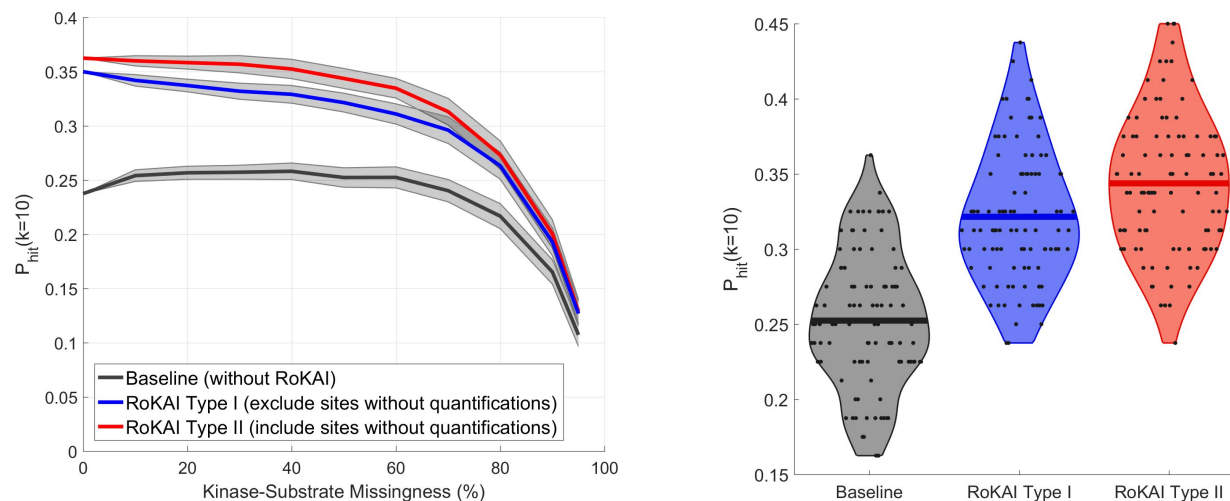 0.4
0.35
0.3
0.25
0.2
0.15
0.1
0.05
0
P_hit(k=10)
Baseline (without RoKAI)
RoKAI Type I (exclude sites without quantifications)
RoKAI Type II (include sites without quantifications)
0 20 40 60 80 100
Kinase-Substrate Missingness (%)
0.45
0.4
0.35
0.3
0.25
0.2
0.15
P_hit(k=10)
Baseline RoKAI Type I RoKAI Type II